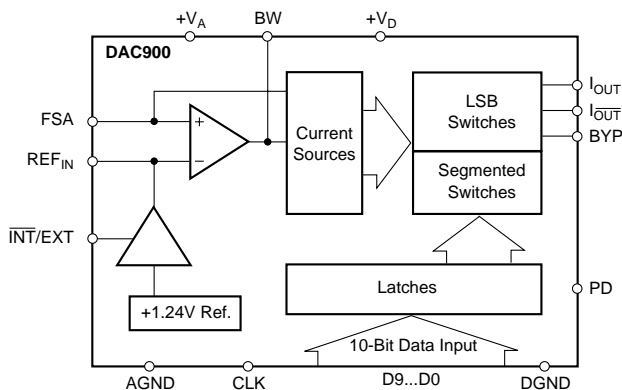 +VA
BW
+VD
DAC900
FSA
+
REFIN
–
INT/EXT
+1.24V Ref.
Current
Sources
LSB
Switches
Segmented
Switches
IOUT
IOUT
BYP
Latches
PD
10-Bit Data Input
AGND
CLK
D9...D0
DGND